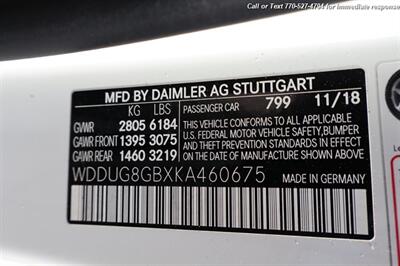 Call or Text 770-527-4704 for immediate response
MFD BY DAIMLER AG STUTTGART
KG LBS PASSENGER CAR 799 11/18
GVWR 2805 6184
GAWR FRONT 1395 3075
GAWR REAR 1460 3219
THIS VEHICLE CONFORMS TO ALL APPLICABLE
U.S. FEDERAL MOTOR VEHICLE SAFETY, BUMPER
AND THEFT PREVENTION STANDARDS IN EFFECT
ON THE DATE OF MANUFACTURE SHOWN ABOVE.
WDDUG8GBXKA460675
MADE IN GERMANY